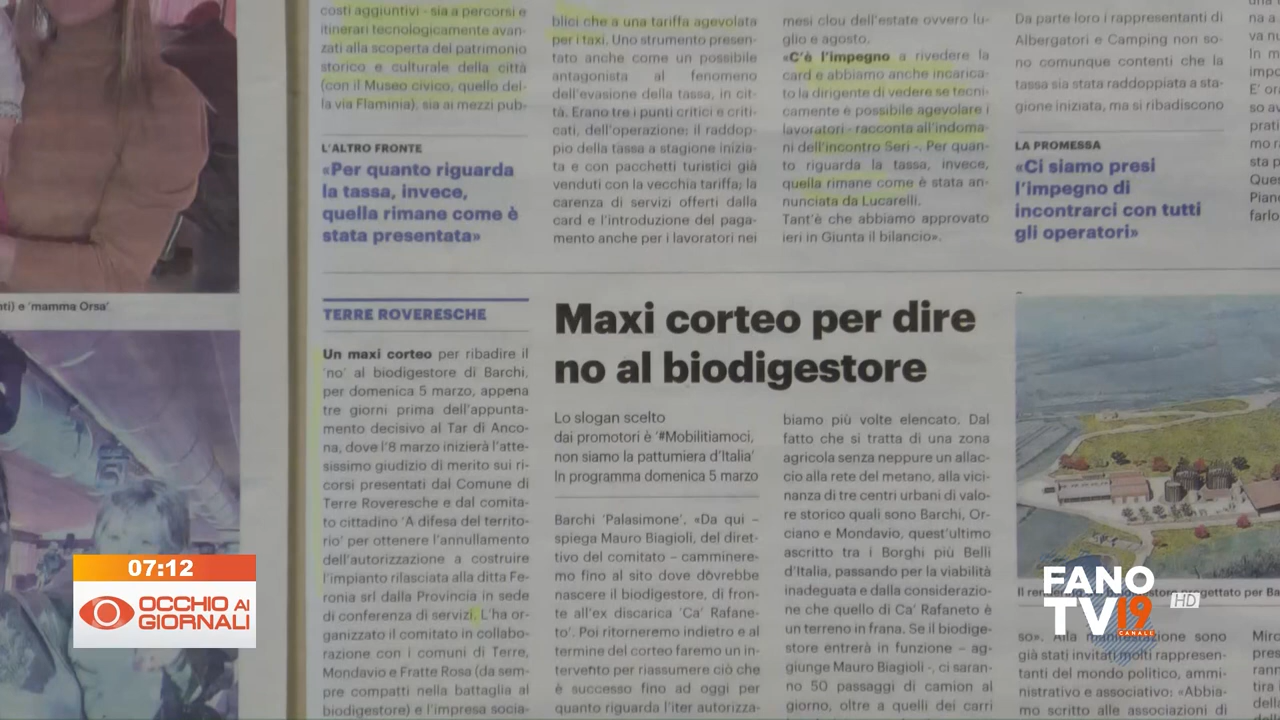 costi aggiuntivi - sia a percorsi e
itinerari tecnologicamente avan-
zati alla scoperta del patrimonio
storico e culturale della città
(con il Museo civico, quello del-
la via Flaminia), sia ai mezzi pub-
L'ALTRO FRONTE
«Per quanto riguarda
la tassa, invece,
quella rimane come è
stata presentata»
blici che a una tariffa agevolata
per i taxi. Uno strumento presen-
tato anche come un possibile
antagonista al fenomeno
dell'evasione della tassa, in cit-
tà. Erano tre i punti critici e criti-
cati, dell'operazione: il raddop-
pio della tassa a stagione inizia-
ta e con pacchetti turistici già
venduti con la vecchia tariffa; la
carenza di servizi offerti dalla
card e l'introduzione del paga-
mento anche per i lavoratori nei
mesi clou dell'estate ovvero lu-
glio e agosto.
«C'è l'impegno a rivedere la
card e abbiamo anche incarica-
to la dirigente di vedere se tecni-
camente è possibile agevolare i
lavoratori - racconta all'indoma-
ni dell'incontro Seri -. Per quan-
to riguarda la tassa, invece,
quella rimane come è stata an-
nunciata da Lucarelli.
Tant'è che abbiamo approvato
ieri in Giunta il bilancio».
Da parte loro i rappresentanti di
Albergatori e Camping non so-
no comunque contenti che la
tassa sia stata raddoppiata a sta-
gione iniziata, ma si ribadiscono
LA PROMESSA
«Ci siamo presi
l'impegno di
incontrarci con tutti
gli operatori»
nti) e 'mamma Orsa'
TERRE ROVERESCHE
Maxi corteo per dire
no al biodigestore
Un maxi corteo per ribadire il
'no' al biodigestore di Barchi,
per domenica 5 marzo, appena
tre giorni prima dell'appunta-
mento decisivo al Tar di Anco-
na, dove l'8 marzo inizierà l'atte-
sissimo giudizio di merito sui ri-
corsi presentati dal Comune di
Terre Roveresche e dal comita-
to cittadino 'A difesa del territo-
rio' per ottenere l'annullamento
dell'autorizzazione a costruire
l'impianto rilasciata alla ditta Fe-
ronia srl dalla Provincia in sede
di conferenza di servizi. L'ha or-
ganizzato il comitato in collabo-
razione con i comuni di Terre,
Mondavio e Fratte Rosa (da sem-
pre compatti nella battaglia al
biodigestore) e l'impresa socia-
Lo slogan scelto
dai promotori è '#Mobilitiamoci,
non siamo la pattumiera d'Italia'
In programma domenica 5 marzo
Barchi 'Palasimone', «Da qui –
spiega Mauro Biagioli, del diret-
tivo del comitato – camminere-
mo fino al sito dove dovrebbe
nascere il biodigestore, di fron-
te all'ex discarica 'Ca' Rafane-
to'. Poi ritorneremo indietro e al
termine del corteo faremo un in-
tervento per riassumere ciò che
è successo fino ad oggi per
quanto riguarda l'iter autorizza-
biamo più volte elencato. Dal
fatto che si tratta di una zona
agricola senza neppure un allac-
cio alla rete del metano, alla vici-
nanza di tre centri urbani di valo-
re storico quali sono Barchi, Or-
ciano e Mondavio, quest'ultimo
ascritto tra i Borghi più Belli
d'Italia, passando per la viabilità
inadeguata e dalla considerazio-
ne che quello di Ca' Rafaneto è
un terreno in frana. Se il biodige-
store entrerà in funzione – ag-
giunge Mauro Biagioli -, ci saran-
no 50 passaggi di camion al
giorno, oltre a quelli dei carri
Il rendering del biodigestore progettato per Ba
so». Alla manifestazione sono
già stati invitati molti rappresen-
tanti del mondo politico, ammi-
nistrativo e associativo: «Abbia-
mo scritto alle associazioni di
07:12
OCCHIO AI
GIORNALI
FANO
TV19
CANALE
HD